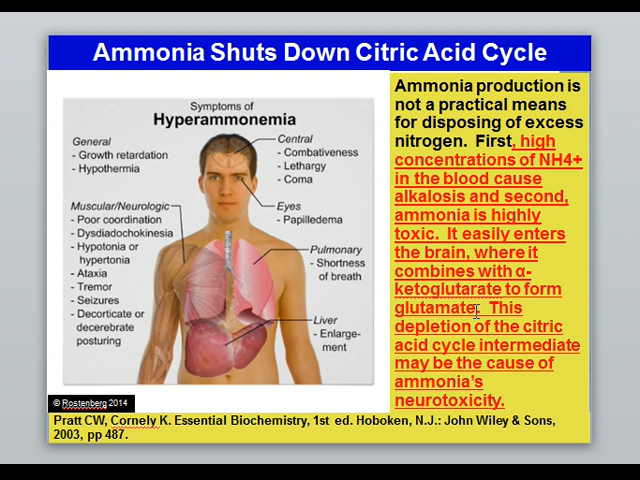 Ammonia Shuts Down Citric Acid Cycle
Symptoms of
Hyperammonemia
General
- Growth retardation
- Hypothermia
Muscular/Neurologic
- Poor coordination
- Dysdiadochokinesia
- Hypotonia or
hypertonia
- Ataxia
- Tremor
- Seizures
- Decorticate or
decerebrate
posturing
Central
- Combativeness
- Lethargy
- Coma
Eyes
- Papilledema
Pulmonary
- Shortness
of breath
Liver
- Enlarge-
ment
Ammonia production is
not a practical means
for disposing of excess
nitrogen. First, high
concentrations of NH4+
in the blood cause
alkalosis and second,
ammonia is highly
toxic. It easily enters
the brain, where it
combines with α-
ketoglutarate to form
glutamate. This
depletion of the citric
acid cycle intermediate
may be the cause of
ammonia's
neurotoxicity.
© Rostenberg 2014
Pratt CW, Cornely K. Essential Biochemistry, 1st ed. Hoboken, N.J.: John Wiley & Sons,
2003, pp 487.